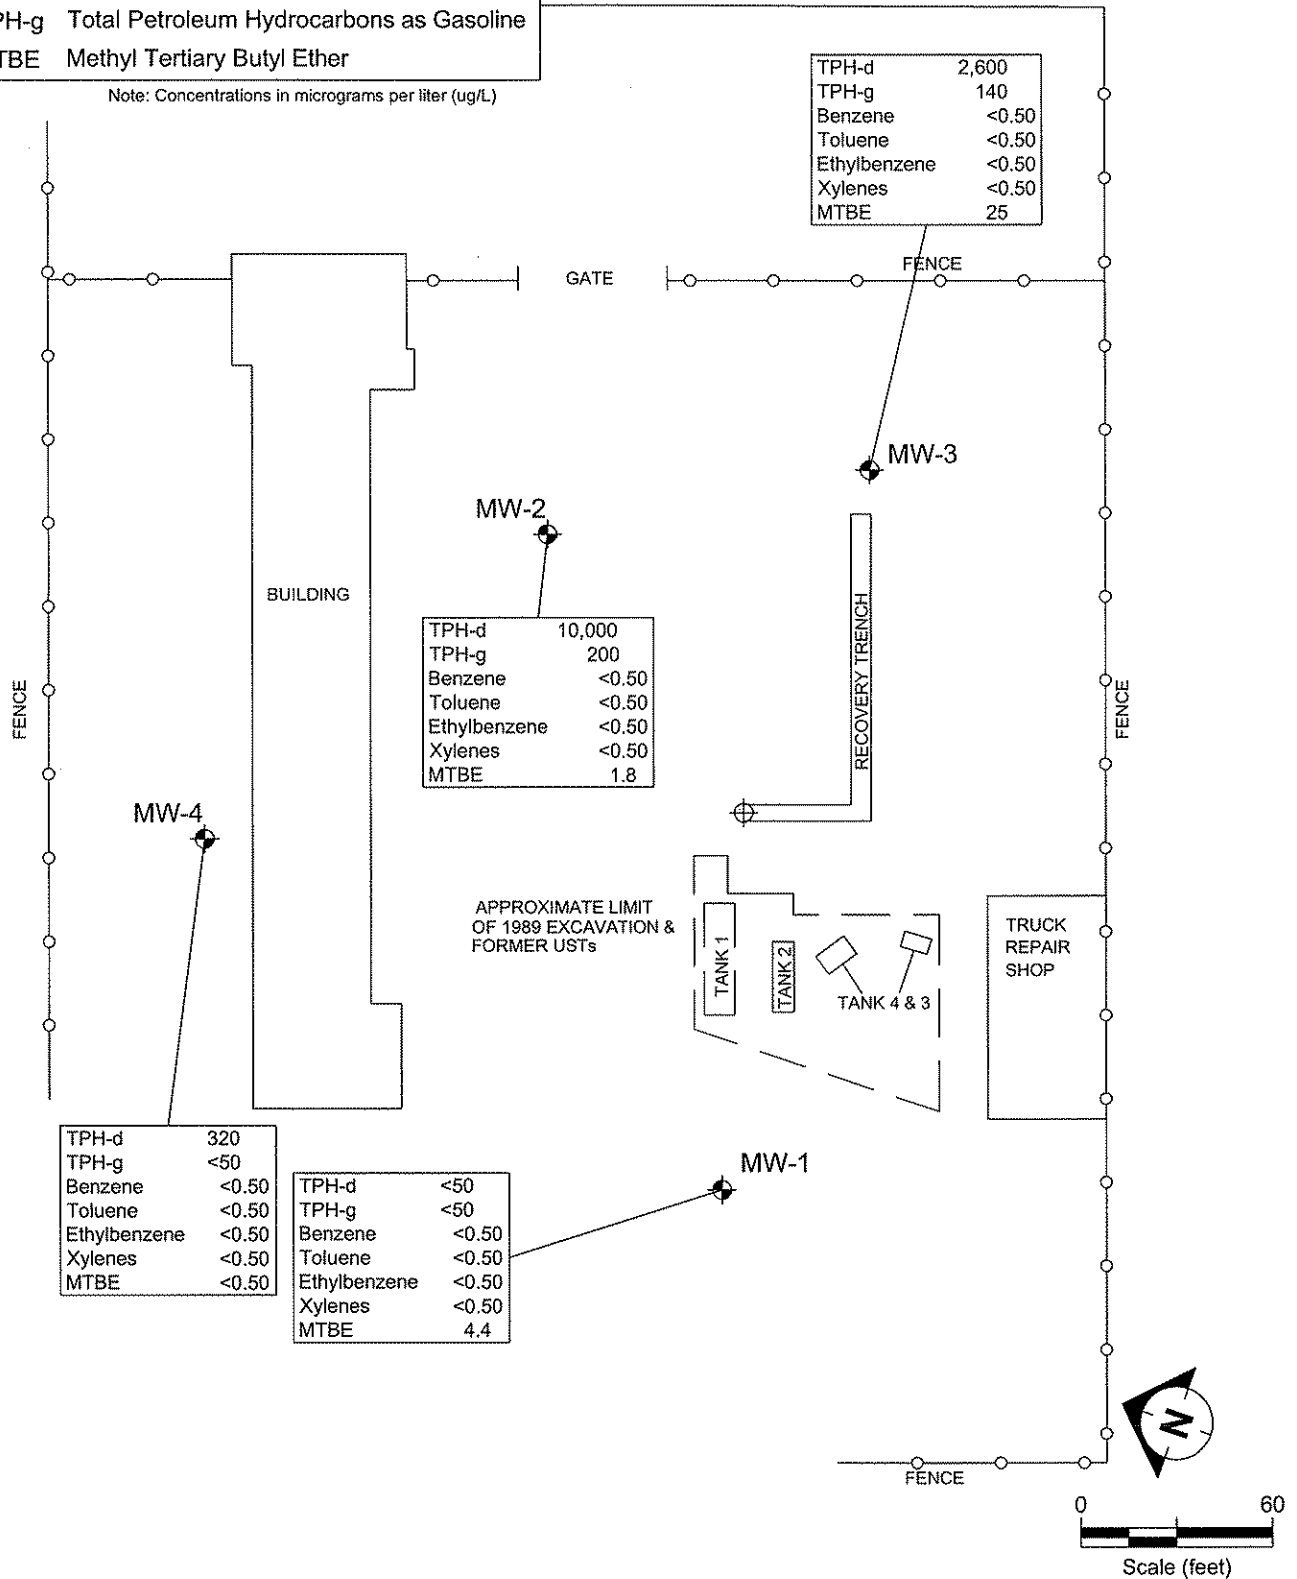 PH-g Total Petroleum Hydrocarbons as Gasoline
TBE Methyl Tertiary Butyl Ether
Note: Concentrations in micrograms per liter (ug/L)
TPH-d 2,600
TPH-g 140
Benzene <0.50
Toluene <0.50
Ethylbenzene <0.50
Xylenes <0.50
MTBE 25
GATE
FENCE
MW-3
MW-2
BUILDING
TPH-d 10,000
TPH-g 200
Benzene <0.50
Toluene <0.50
Ethylbenzene <0.50
Xylenes <0.50
MTBE 1.8
RECOVERY TRENCH
FENCE
FENCE
MW-4
APPROXIMATE LIMIT
OF 1989 EXCAVATION &
FORMER USTs
TANK 1
TANK 2
TANK 4 & 3
TRUCK
REPAIR
SHOP
TPH-d 320
TPH-g <50
Benzene <0.50
Toluene <0.50
Ethylbenzene <0.50
Xylenes <0.50
MTBE <0.50
TPH-d <50
TPH-g <50
Benzene <0.50
Toluene <0.50
Ethylbenzene <0.50
Xylenes <0.50
MTBE 4.4
MW-1
N
FENCE
0 60
Scale (feet)